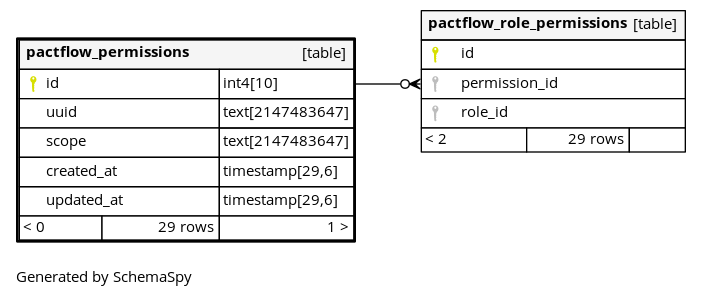 pactflow_permissions [table]
id int4[10]
uuid text[2147483647]
scope text[2147483647]
created_at timestamp[29,6]
updated_at timestamp[29,6]
< 0 29 rows 1 >
pactflow_role_permissions [table]
id
permission_id
role_id
< 2 29 rows
Generated by SchemaSpy